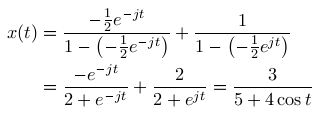 x(t) = \frac{-\frac{1}{2}e^{-jt}}{1 - \left(-\frac{1}{2}e^{-jt}\right)} + \frac{1}{1 - \left(-\frac{1}{2}e^{jt}\right)}
= \frac{-e^{-jt}}{2 + e^{-jt}} + \frac{2}{2 + e^{jt}} = \frac{3}{5 + 4\cos t}